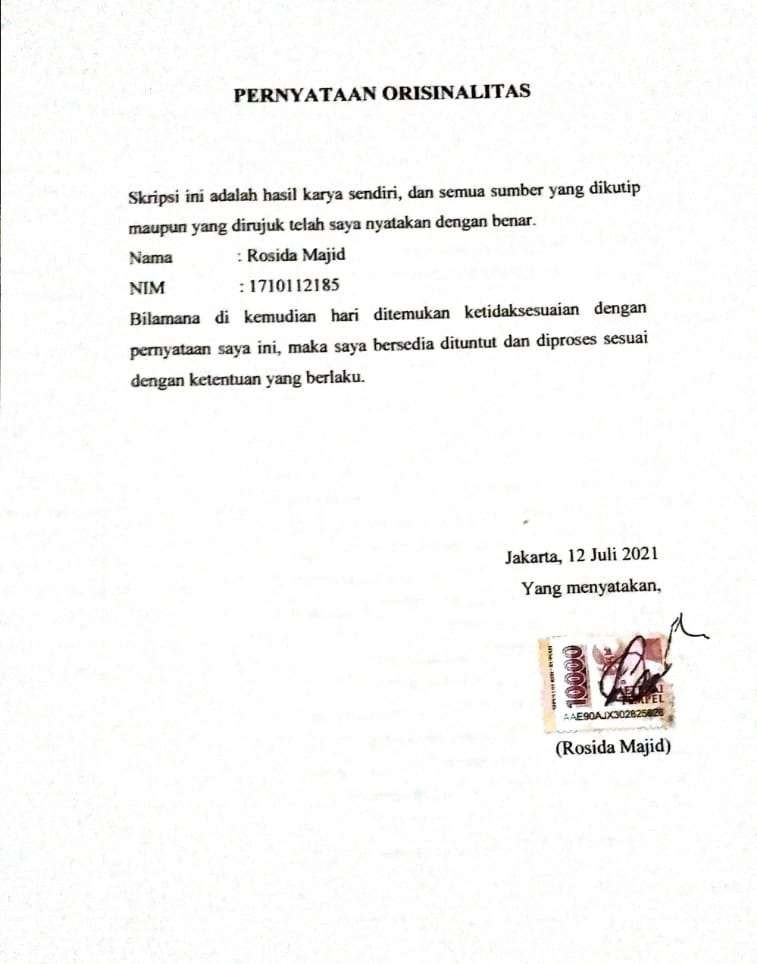 PERNYATAAN ORISINALITAS
Skripsi ini adalah hasil karya sendiri, dan semua sumber yang dikutip
maupun yang dirujuk telah saya nyatakan dengan benar.
Nama : Rosida Majid
NIM : 1710112185
Bilamana di kemudian hari ditemukan ketidaksesuaian dengan
pernyataan saya ini, maka saya bersedia dituntut dan diproses sesuai
dengan ketentuan yang berlaku.
Jakarta, 12 Juli 2021
Yang menyatakan,
10000
TEMPEL
(Rosida Majid)